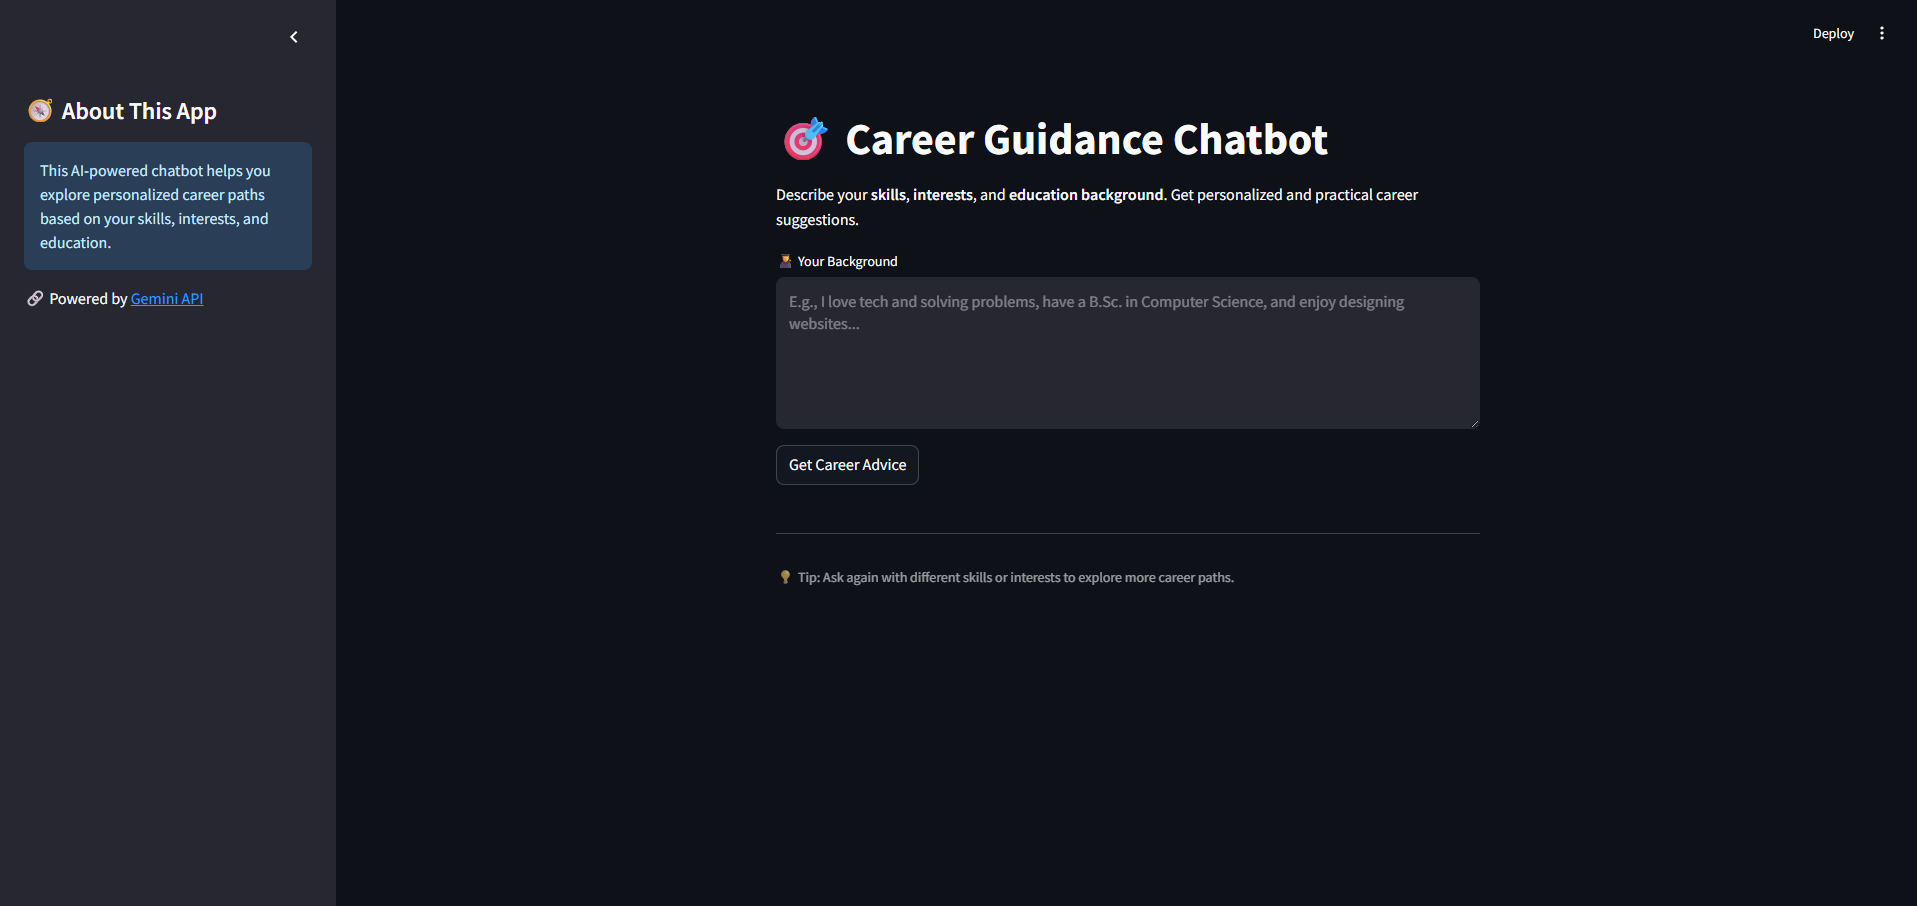 Deploy
About This App
This AI-powered chatbot helps you
explore personalized career paths
based on your skills, interests, and
education.
Powered by Gemini API
Career Guidance Chatbot
Describe your skills, interests, and education background. Get personalized and practical career
suggestions.
Your Background
E.g., I love tech and solving problems, have a B.Sc. in Computer Science, and enjoy designing
websites...
Get Career Advice
Tip: Ask again with different skills or interests to explore more career paths.